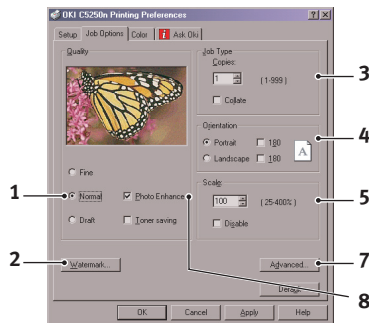 OKI C5250n Printing Preferences
Setup Job Options Color Ask Oki
Quality
Fine
Normal
Draft
Photo Enhance
Toner saving
Watermark...
Job Type
Copies:
1 (1-999)
Collate
Orientation
Portrait 180
Landscape 180
A
Scale:
100 (25-400%)
Disable
Advanced...
Default
OK Cancel Apply Help
1
2
3
4
5
7
8